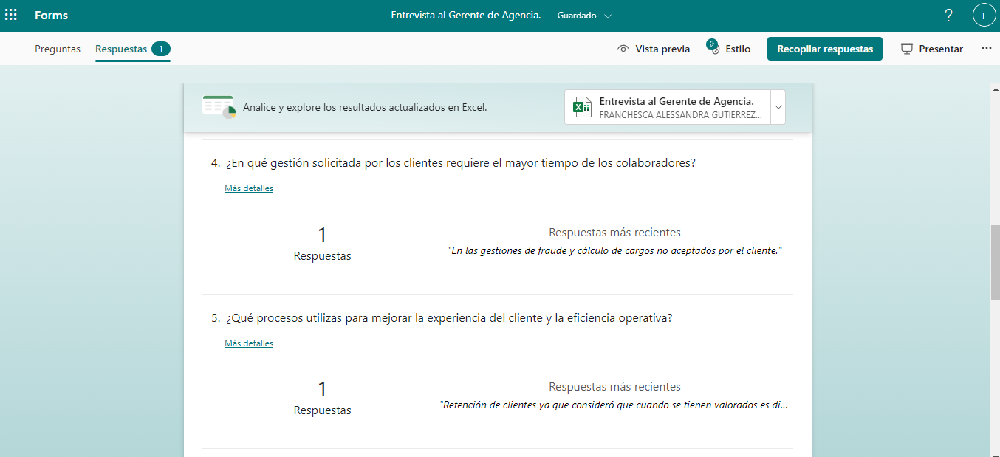 Forms
Entrevista al Gerente de Agencia. - Guardado
?
F
Preguntas
Respuestas 1
Vista previa
Estilo
Recopilar respuestas
Presentar
...
Analice y explore los resultados actualizados en Excel.
Entrevista al Gerente de Agencia.
FRANCHESCA ALESSANDRA GUTIERREZ...
4. ¿En qué gestión solicitada por los clientes requiere el mayor tiempo de los colaboradores?
Más detalles
1
Respuestas
Respuestas más recientes
"En las gestiones de fraude y cálculo de cargos no aceptados por el cliente."
5. ¿Qué procesos utilizas para mejorar la experiencia del cliente y la eficiencia operativa?
Más detalles
1
Respuestas
Respuestas más recientes
"Retención de clientes ya que consideró que cuando se tienen valorados es di...